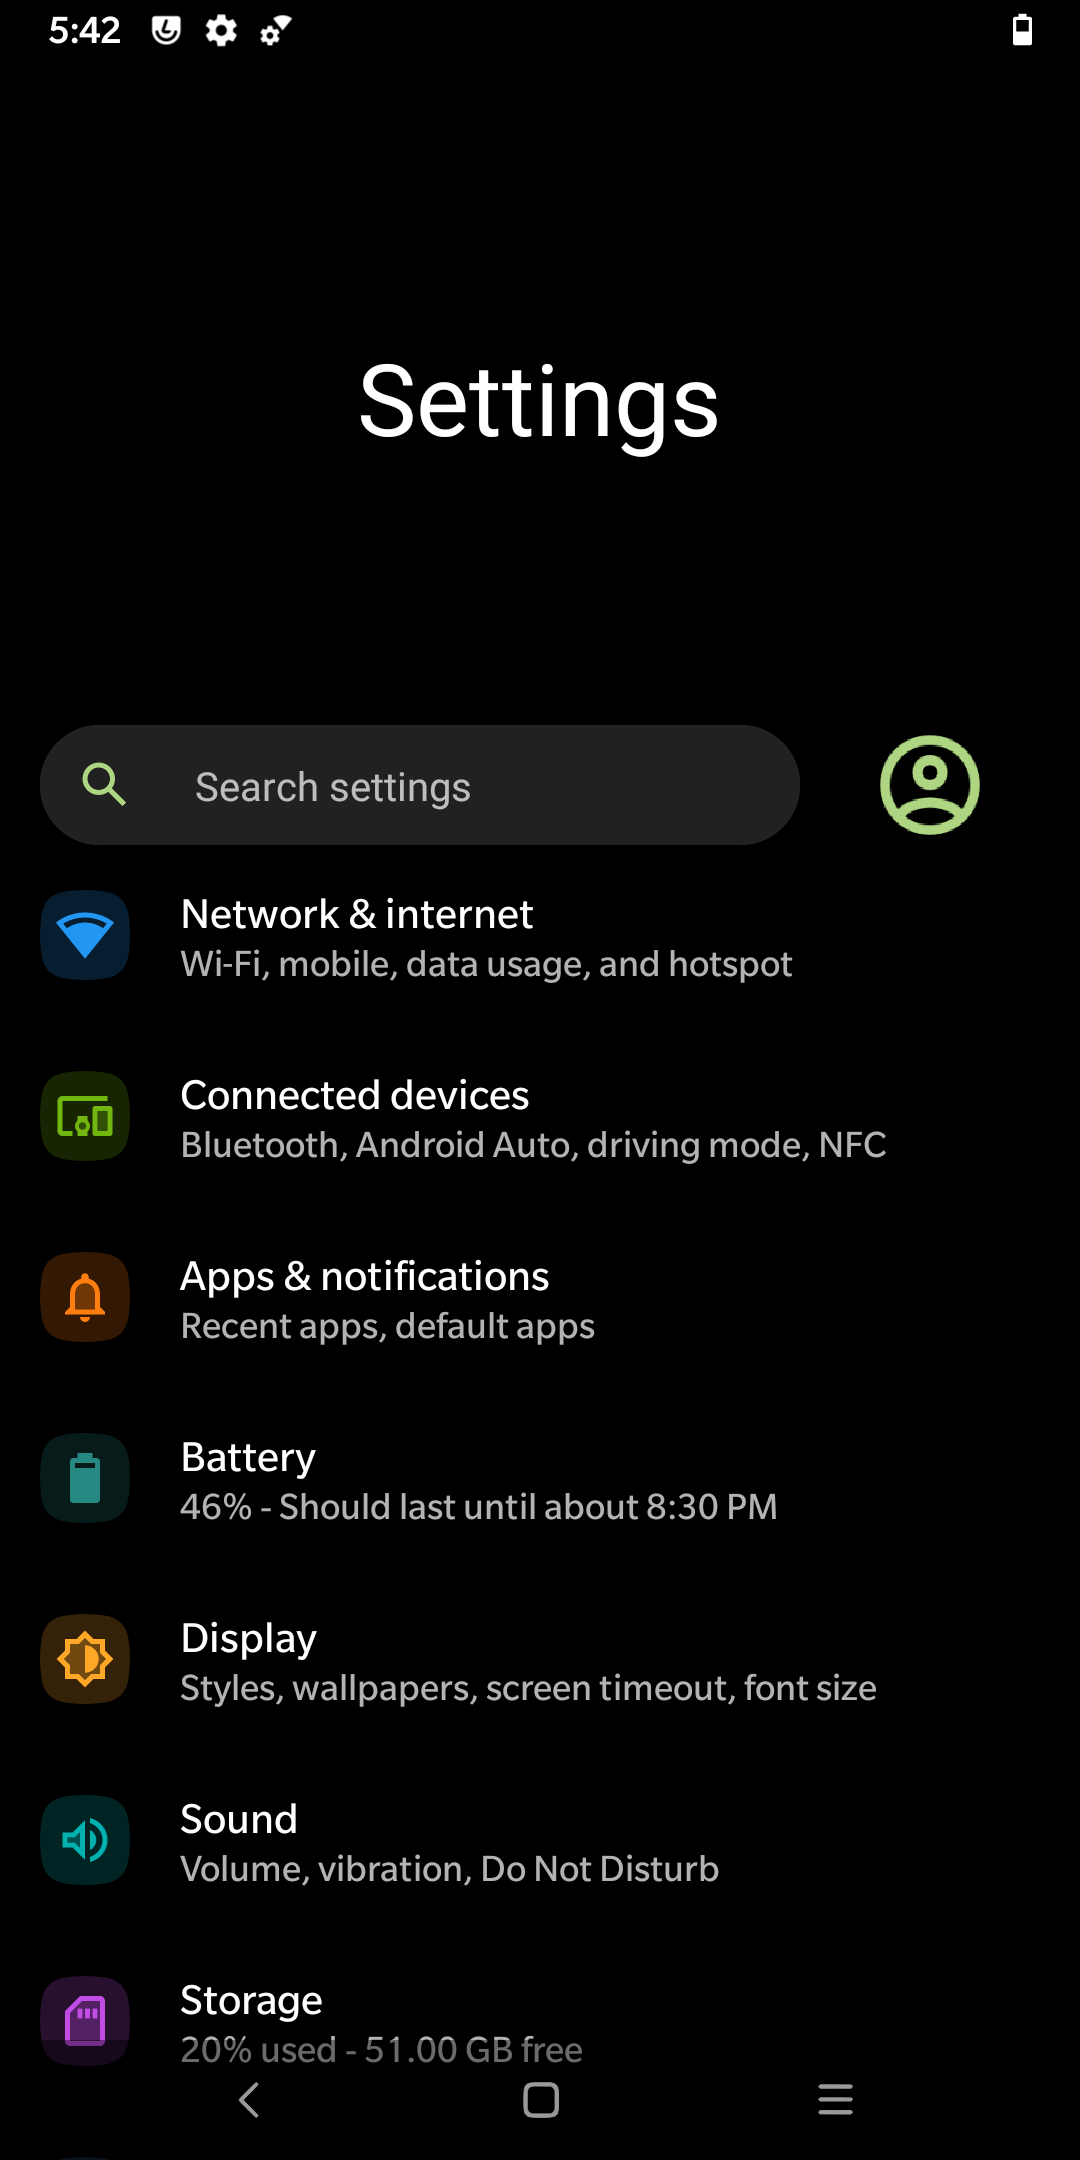 5:42
Settings
Search settings
Network & internet
Wi-Fi, mobile, data usage, and hotspot
Connected devices
Bluetooth, Android Auto, driving mode, NFC
Apps & notifications
Recent apps, default apps
Battery
46% - Should last until about 8:30 PM
Display
Styles, wallpapers, screen timeout, font size
Sound
Volume, vibration, Do Not Disturb
Storage
20% used - 51.00 GB free